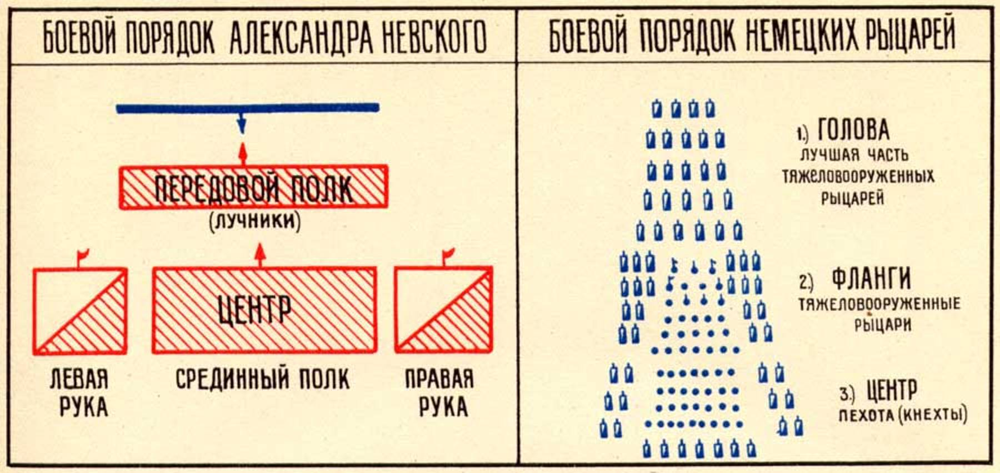 БОЕВОЙ ПОРЯДОК АЛЕКСАНДРА НЕВСКОГО
ПЕРЕДОВОЙ ПОЛК
(ЛУЧНИКИ)
ЦЕНТР
ЛЕВАЯ
РУКА
СРЕДИННЫЙ ПОЛК
ПРАВАЯ
РУКА
БОЕВОЙ ПОРЯДОК НЕМЕЦКИХ РЫЦАРЕЙ
1.) ГОЛОВА
ЛУЧШАЯ ЧАСТЬ
ТЯЖЕЛОВООРУЖЕННЫХ
РЫЦАРЕЙ
2.) ФЛАНГИ
ТЯЖЕЛОВООРУЖЕННЫЕ
РЫЦАРИ
3.) ЦЕНТР
ПЕХОТА (КНЕХТЫ)